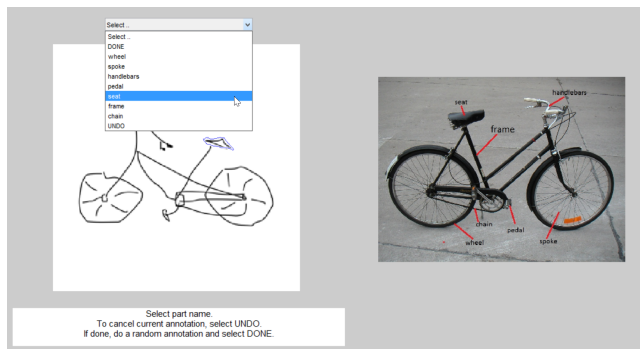 Select ..
Select ..
DONE
wheel
spoke
handlebars
pedal
seat
frame
chain
UNDO
handlebars
seat
frame
chain
pedal
wheel
spoke
Select part name.
To cancel current annotation, select UNDO.
If done, do a random annotation and select DONE.